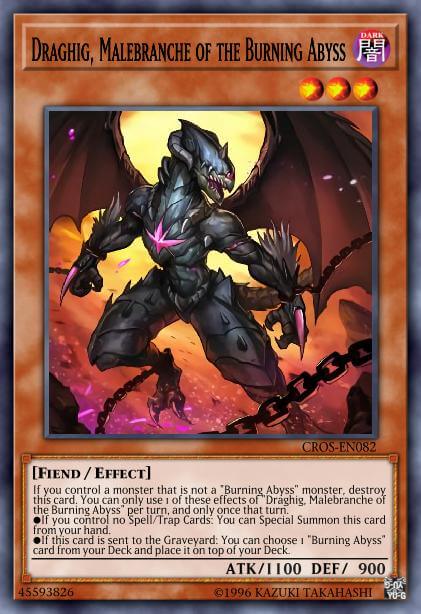 Draghig, Malebranche of the Burning Abyss
DARK
闇
CROS-EN082
[Fiend / Effect]
If you control a monster that is not a "Burning Abyss" monster, destroy
this card. You can only use 1 of these effects of "Draghig, Malebranche of
the Burning Abyss" per turn, and only once that turn.
●If you control no Spell/Trap Cards: You can Special Summon this card
from your hand.
●If this card is sent to the Graveyard: You can choose 1 "Burning Abyss"
card from your Deck and place it on top of your Deck.
ATK/1100 DEF/ 900
45593826
©1996 KAZUKI TAKAHASHI